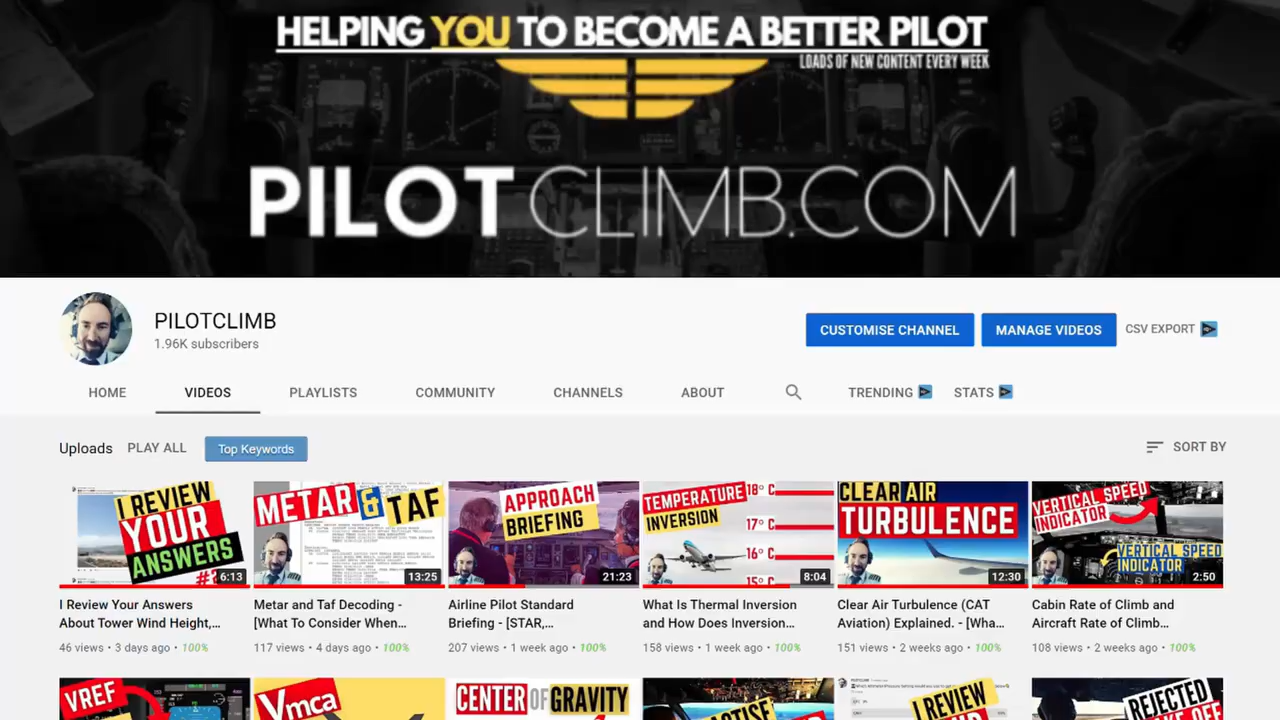 HELPING YOU TO BECOME A BETTER PILOT
LOADS OF NEW CONTENT EVERY WEEK
PILOTCLIMB.COM
PILOTCLIMB
1.96K subscribers
CUSTOMISE CHANNEL
MANAGE VIDEOS
CSV EXPORT
HOME
VIDEOS
PLAYLISTS
COMMUNITY
CHANNELS
ABOUT
TRENDING
STATS
Uploads
PLAY ALL
Top Keywords
SORT BY
I REVIEW
YOUR
ANSWERS
6:13
METAR & TAF
13:25
APPROACH
BRIEFING
21:23
TEMPERATURE
INVERSION
18° C
17° C
16° C
15° C
8:04
CLEAR AIR
TURBULENCE
12:30
VERTICAL SPEED
INDICATOR
VERTICAL SPEED
INDICATOR
2:50
I Review Your Answers
About Tower Wind Height,...
46 views • 3 days ago • 100%
Metar and Taf Decoding -
[What To Consider When...
117 views • 4 days ago • 100%
Airline Pilot Standard
Briefing - [STAR,...
207 views • 1 week ago • 100%
What Is Thermal Inversion
and How Does Inversion...
158 views • 1 week ago • 100%
Clear Air Turbulence (CAT
Aviation) Explained. - [Wha...
151 views • 2 weeks ago • 100%
Cabin Rate of Climb and
Aircraft Rate of Climb...
108 views • 2 weeks ago • 100%
VREF
Vmca
CENTER OF GRAVITY
I REVIEW
REJECTED